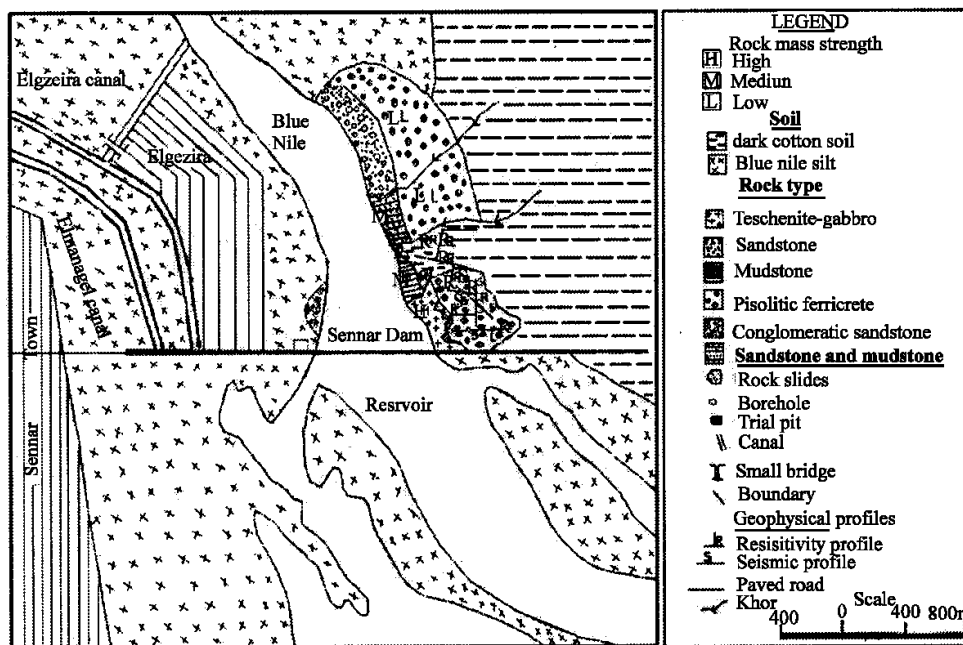 Elgzeira canal
Blue
Nile
Elgezira
Elmanagel canal
Town
Sennar
Sennar Dam
Resrvoir
L
L
L
L
M
H
R
R
LEGEND
Rock mass strength
H High
M Mediun
L Low
Soil
dark cotton soil
Blue nile silt
Rock type
Teschenite-gabbro
Sandstone
Mudstone
Pisolitic ferricrete
Conglomeratic sandstone
Sandstone and mudstone
Rock slides
Borehole
Trial pit
Canal
Small bridge
Boundary
Geophysical profiles
R Resisitivity profile
S Seismic profile
Paved road
Khor
Scale
400 0 400 800m